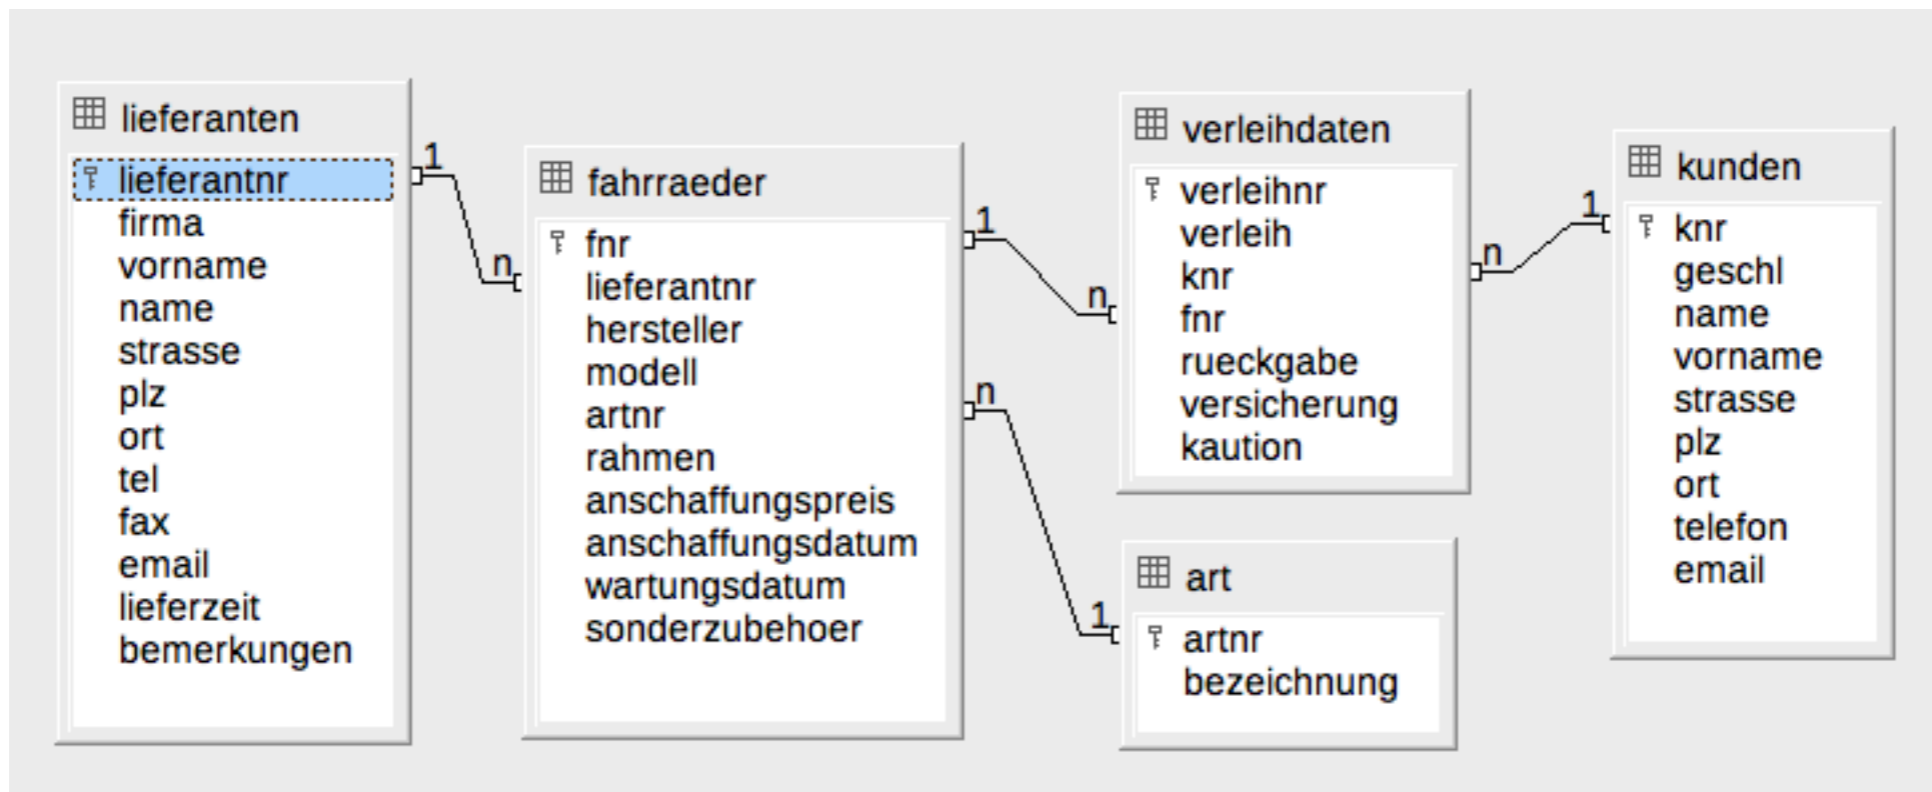 lieferanten
lieferantnr
firma
vorname
name
strasse
plz
ort
tel
fax
email
lieferzeit
bemerkungen
1
n
fahrraeder
fnr
lieferantnr
hersteller
modell
artnr
rahmen
anschaffungspreis
anschaffungsdatum
wartungsdatum
sonderzubehoer
1
n
n
1
verleihdaten
verleihnr
verleih
knr
fnr
rueckgabe
versicherung
kaution
art
artnr
bezeichnung
n
1
kunden
knr
geschl
name
vorname
strasse
plz
ort
telefon
email